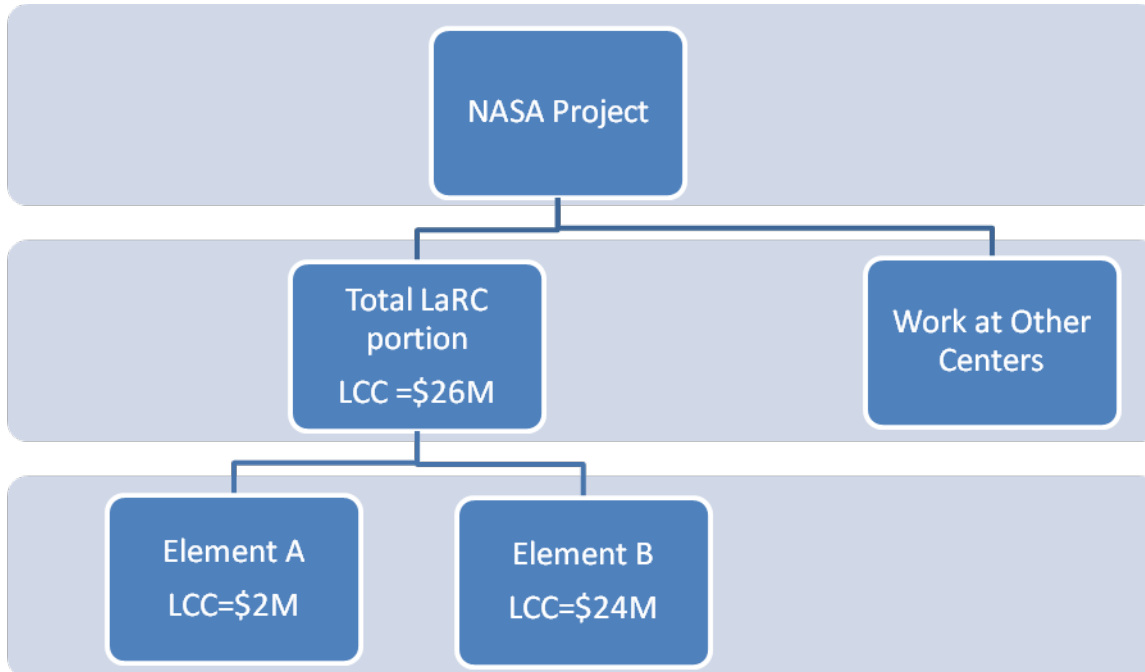 NASA Project
Total LaRC
portion
LCC =$26M
Work at Other
Centers
Element A
LCC=$2M
Element B
LCC=$24M